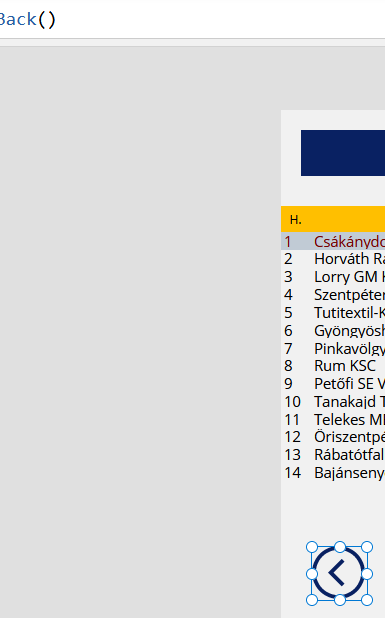 Back()
H.
1 Csákánydo
2 Horváth Ra
3 Lorry GM
4 Szentpéter
5 Tutitextil-K
6 Gyöngyösh
7 Pinkavölgy
8 Rum KSC
9 Petőfi SE V
10 Tanakajd T
11 Telekes M
12 Őriszentpé
13 Rábatótfal
14 Bajánseny